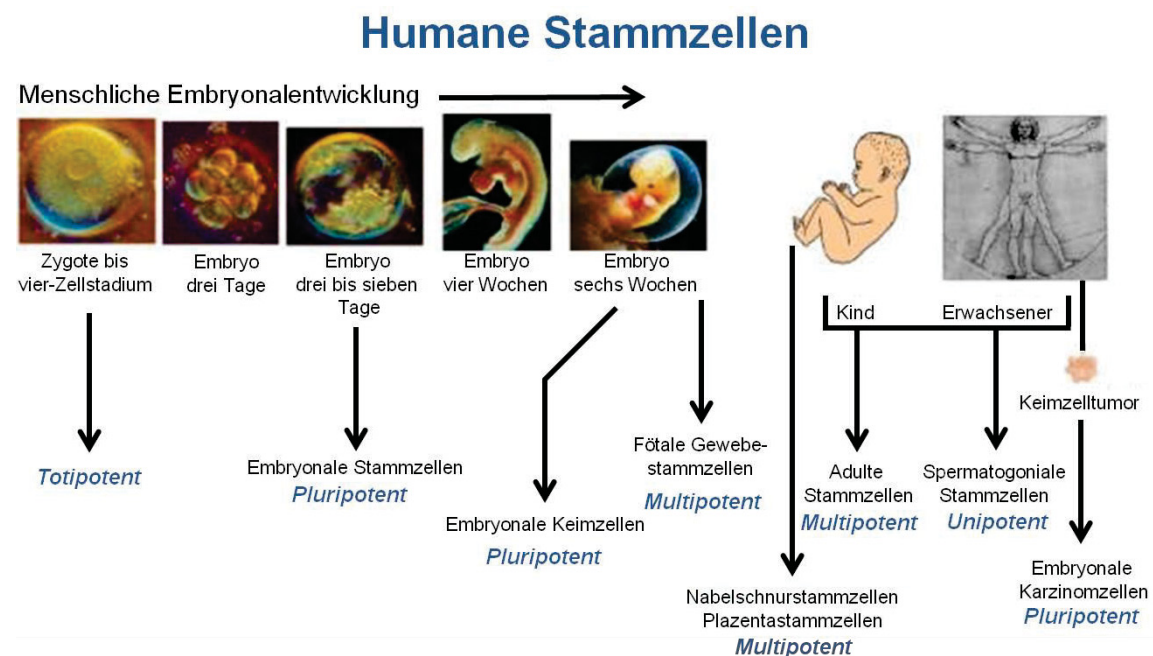 Humane Stammzellen
Menschliche Embryonalentwicklung
Zygote bis
vier-Zellstadium
Embryo
drei Tage
Embryo
drei bis sieben
Tage
Embryo
vier Wochen
Embryo
sechs Wochen
Kind
Erwachsener
Keimzelltumor
Totipotent
Embryonale Stammzellen
Pluripotent
Embryonale Keimzellen
Pluripotent
Fötale Gewebe-
stammzellen
Multipotent
Nabelschnurstammzellen
Plazentastammzellen
Multipotent
Adulte
Stammzellen
Multipotent
Spermatogoniale
Stammzellen
Unipotent
Embryonale
Karzinomzellen
Pluripotent